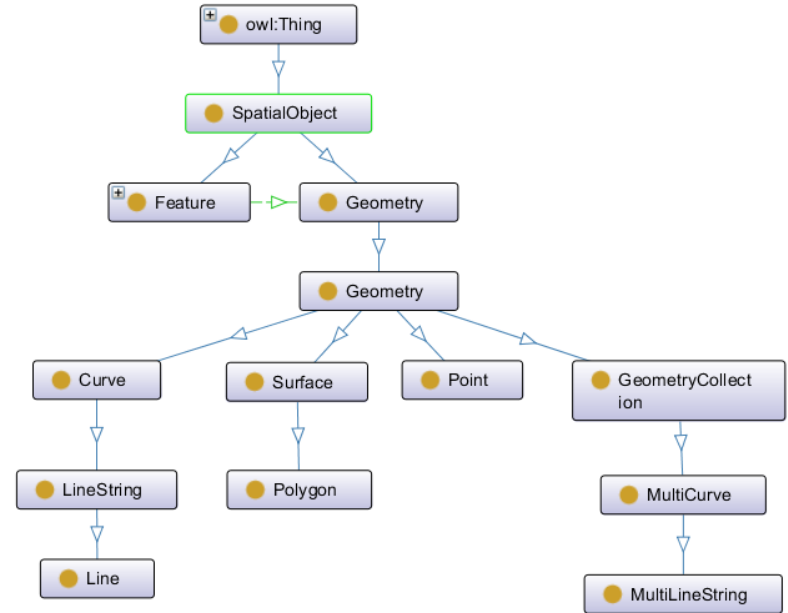 owl:Thing
SpatialObject
Feature
Geometry
Geometry
Curve
Surface
Point
GeometryCollect
ion
LineString
Polygon
MultiCurve
Line
MultiLineString